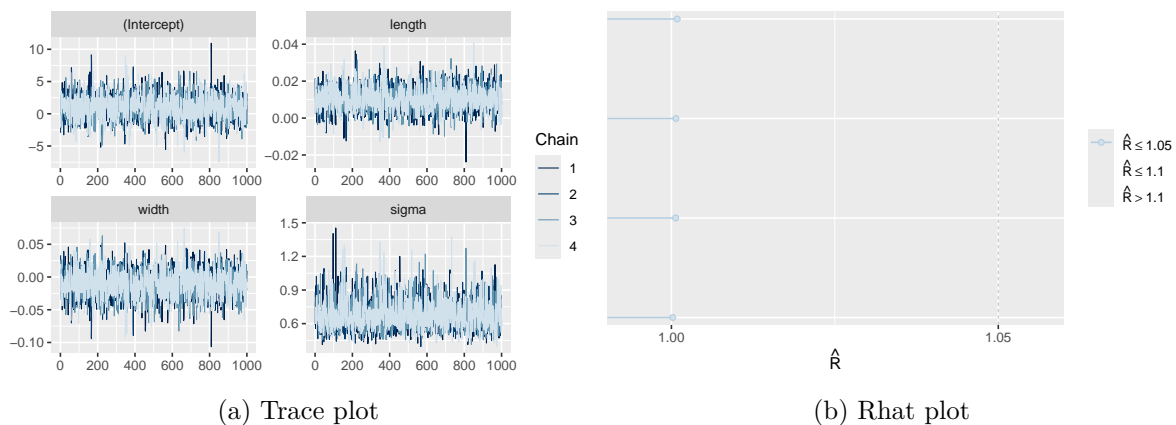 (Intercept)
length
10
5
0
−5
0.04
0.02
0.00
−0.02
0 200 400 600 800 1000
0 200 400 600 800 1000
width
sigma
0.05
0.00
−0.05
−0.10
1.5
1.2
0.9
0.6
0 200 400 600 800 1000
0 200 400 600 800 1000
Chain
1
2
3
4
(a) Trace plot
1.00 1.05
R̂
R̂ ≤ 1.05
R̂ ≤ 1.1
R̂ > 1.1
(b) Rhat plot